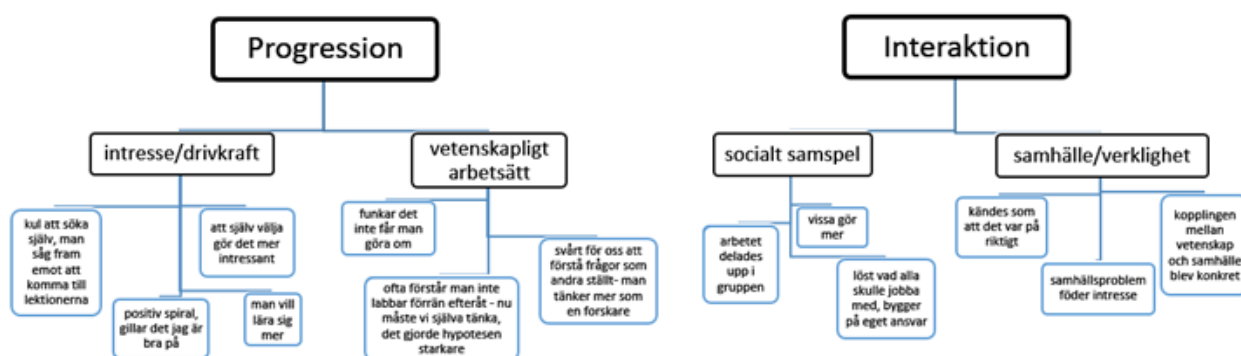 Progression
intresse/drivkraft
vetenskapligt
arbetsätt
kul att söka
själv, man
såg fram
emot att
komma till
lektionerna
att själv välja
gör det mer
intressant
positiv spiral,
gillar det jag är
bra på
man vill
lära sig
mer
funkar det
inte får man
göra om
ofta förstår man inte
labbar förrän efteråt - nu
måste vi själva tänka,
det gjorde hypotesen
starkare
svårt för oss att
förstå frågor som
andra ställt- man
tänker mer som
en forskare
Interaktion
socialt samspel
samhälle/verklighet
arbetet
delades
upp i
gruppen
vissa gör
mer
löst vad alla
skulle jobba
med, bygger
på eget ansvar
kändes som
att det var på
riktigt
samhällsproblem
föder intresse
kopplingen
mellan
vetenskap
och samhälle
blev konkret